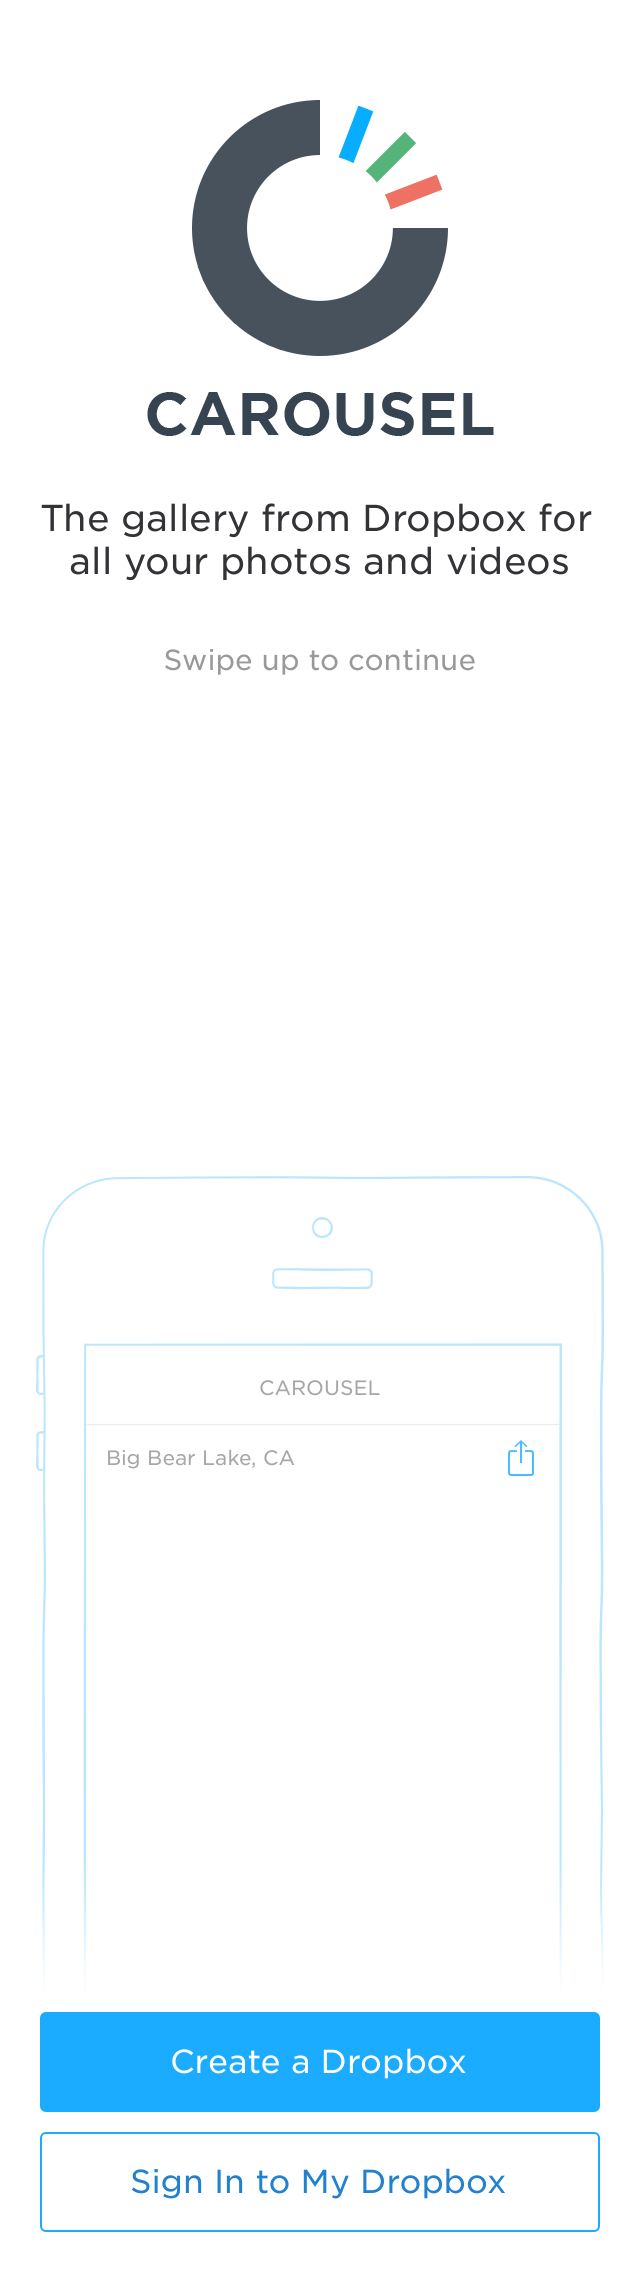 CAROUSEL
The gallery from Dropbox for
all your photos and videos
Swipe up to continue
CAROUSEL
Big Bear Lake, CA
Create a Dropbox
Sign In to My Dropbox